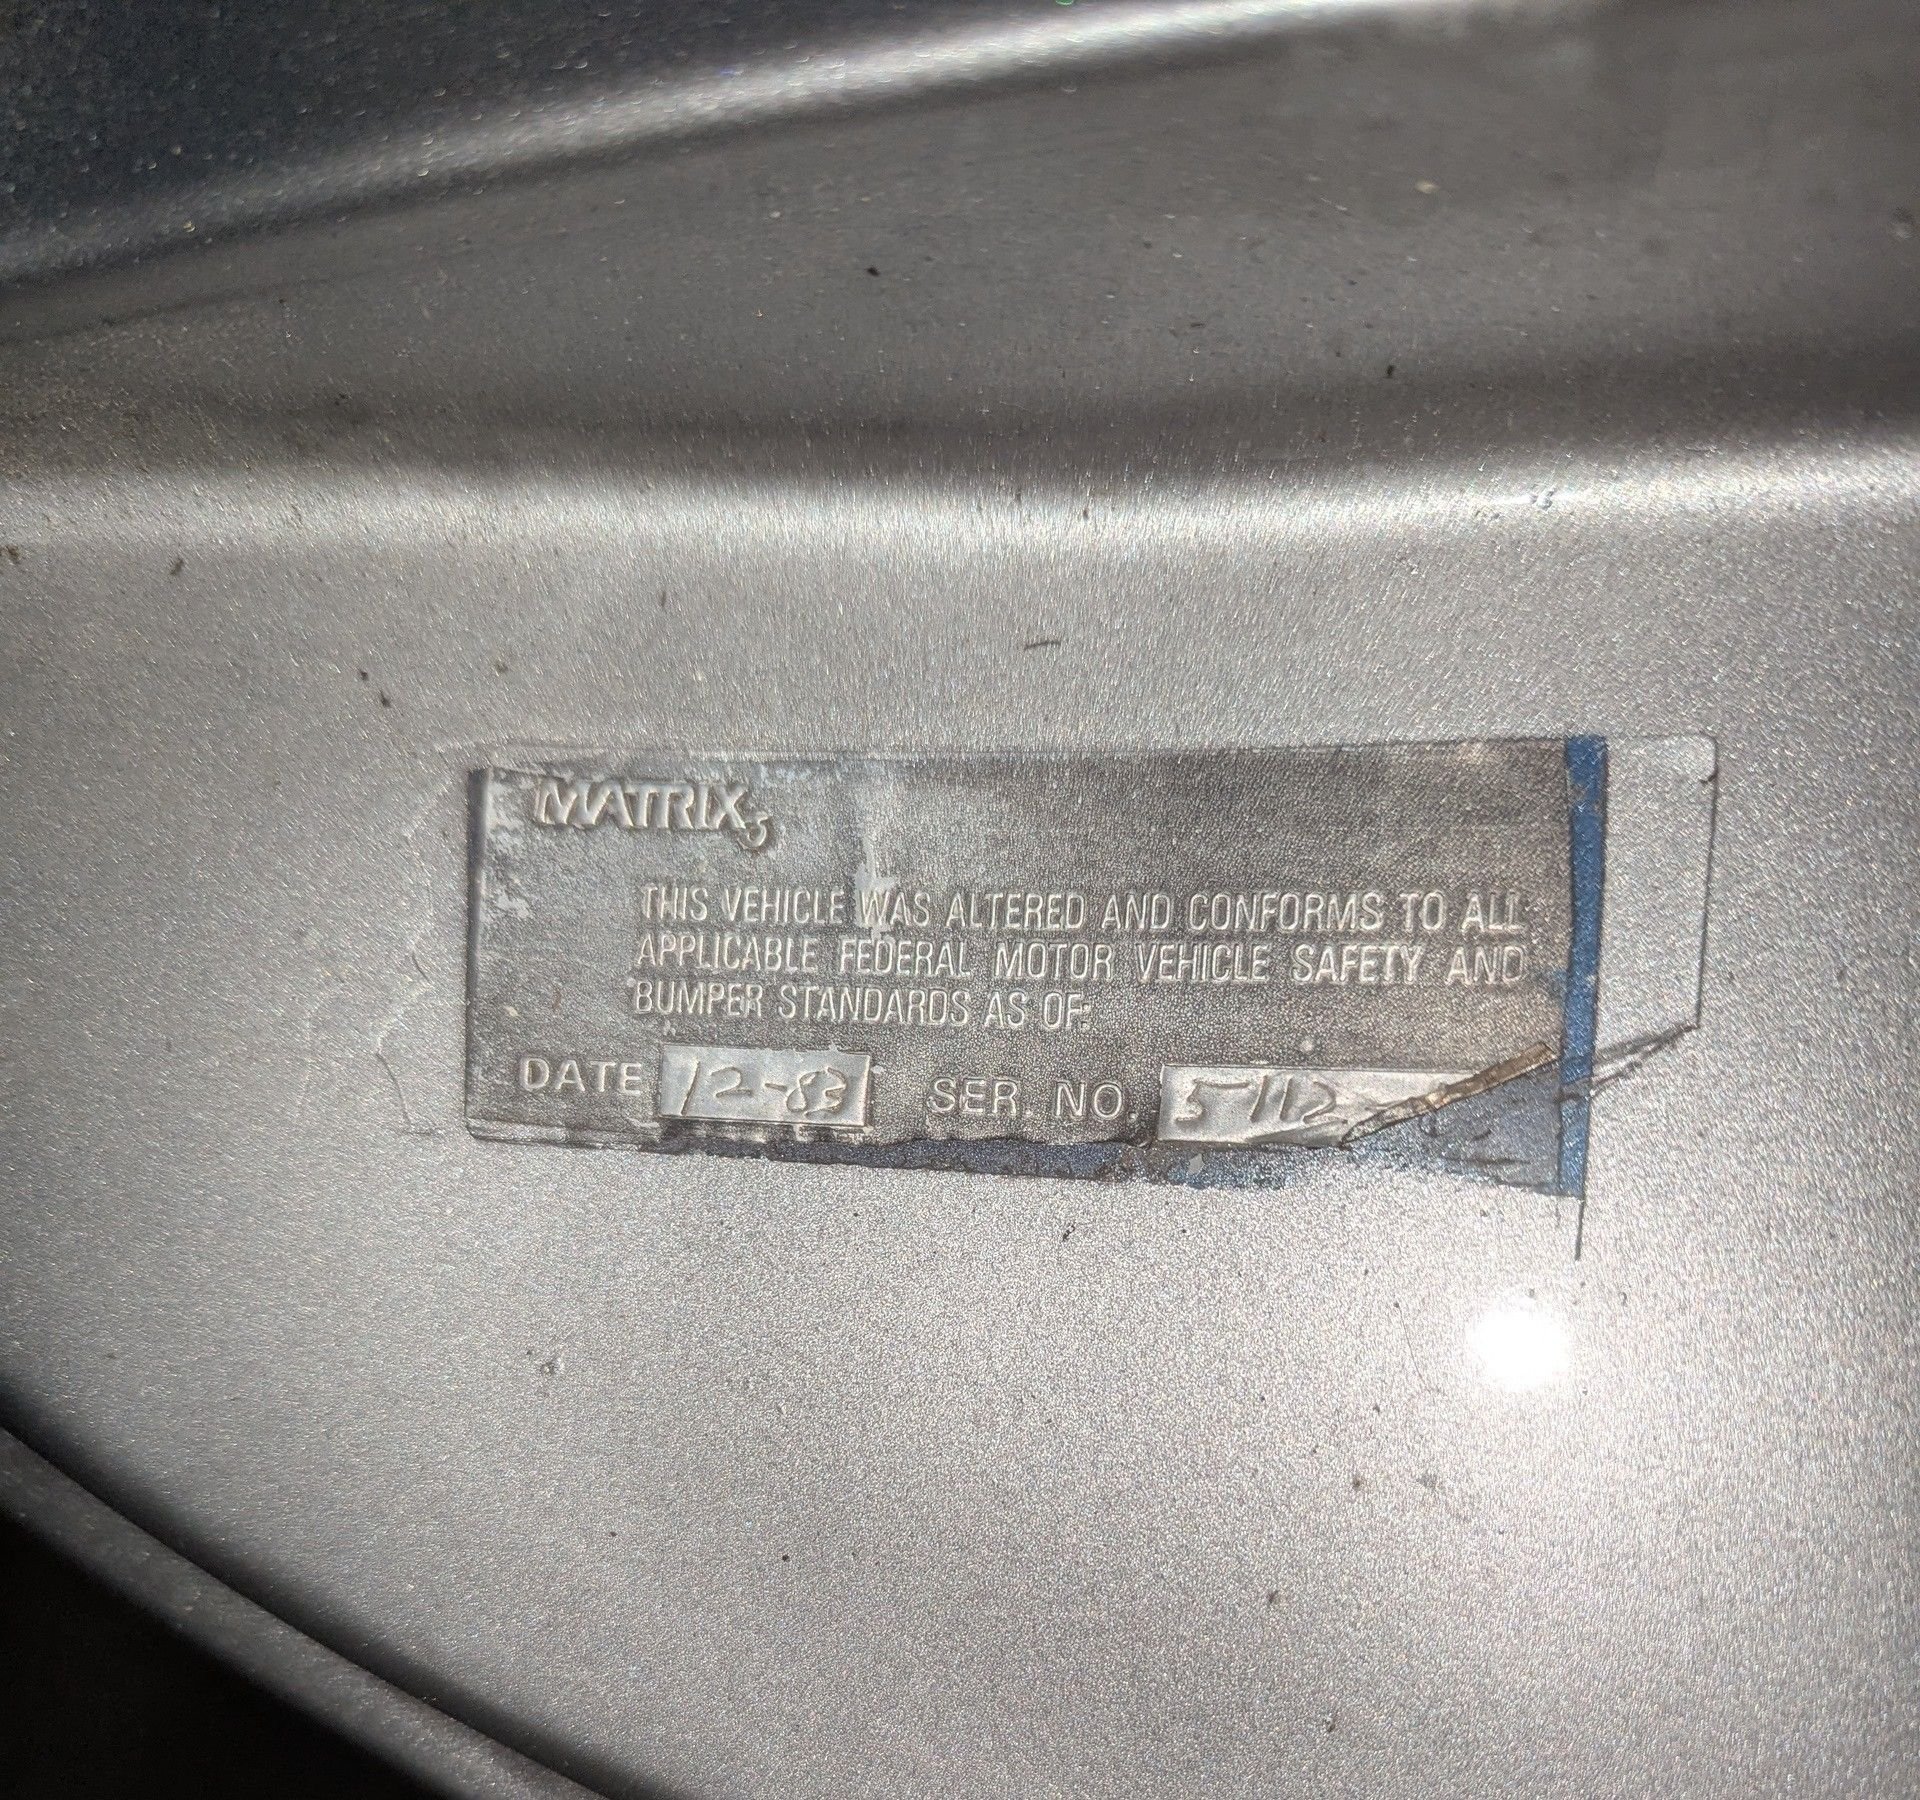 MATRIX3
THIS VEHICLE WAS ALTERED AND CONFORMS TO ALL
APPLICABLE FEDERAL MOTOR VEHICLE SAFETY AND
BUMPER STANDARDS AS OF:
DATE 12-83 SER. NO. 5112